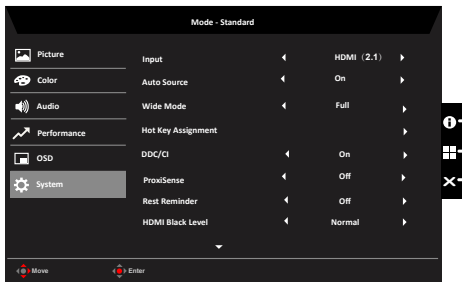 Mode - Standard
Picture
Color
Audio
Performance
OSD
System
Input HDMI（2.1）
Auto Source On
Wide Mode Full
Hot Key Assignment
DDC/CI On
ProxiSense Off
Rest Reminder Off
HDMI Black Level Normal
Move Enter